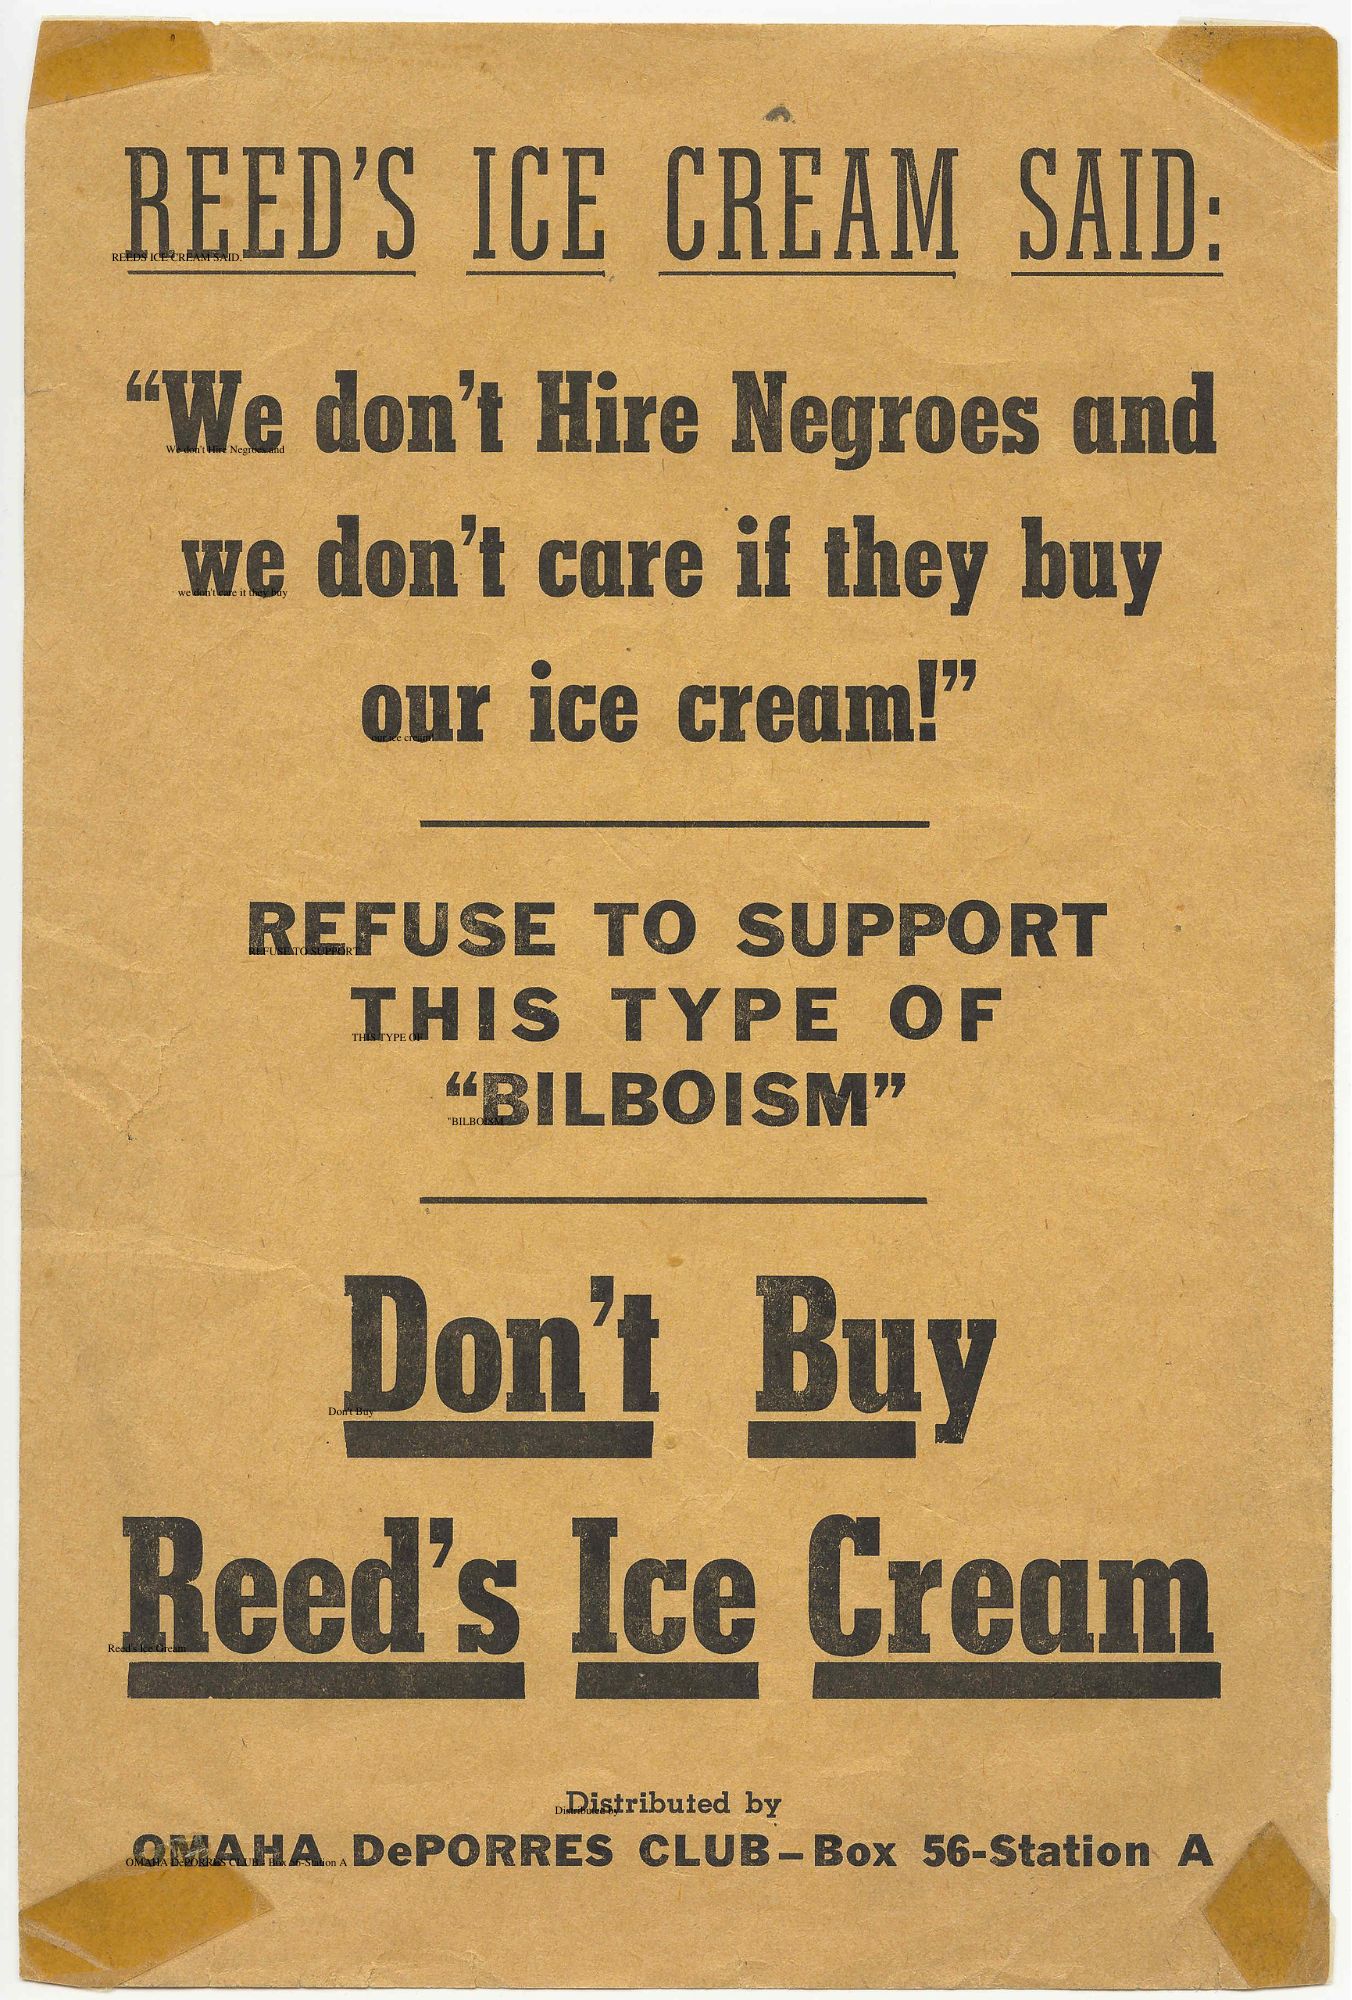 REED'S ICE CREAM SAID:
"We don't Hire Negroes and
we don't care if they buy
our ice cream!"
REFUSE TO SUPPORT
THIS TYPE OF
"BILBOISM"
Don't Buy
Reed's Ice Cream
Distributed by
OMAHA DePORRES CLUB – Box 56-Station A